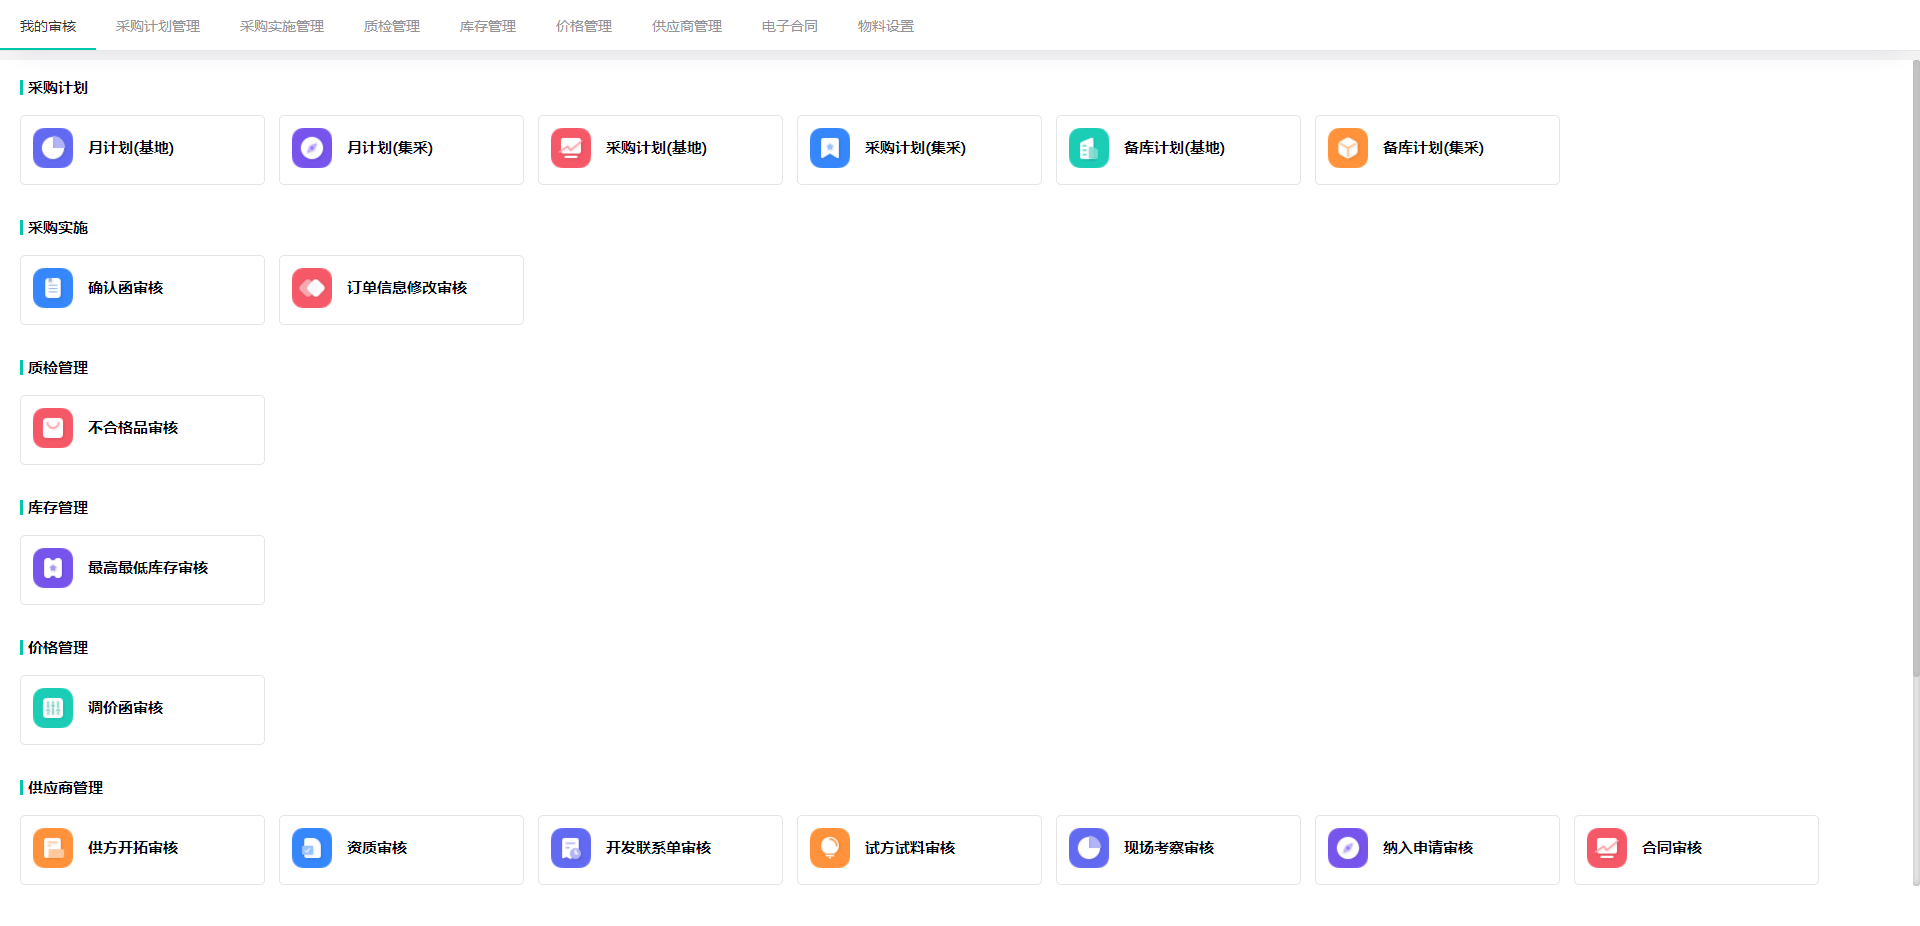 我的审核 采购计划管理 采购实施管理 质检管理 库存管理 价格管理 供应商管理 电子合同 物料设置
采购计划
月计划(基地) 月计划(集采) 采购计划(基地) 采购计划(集采) 备库计划(基地) 备库计划(集采)
采购实施
确认函审核 订单信息修改审核
质检管理
不合格品审核
库存管理
最高最低库存审核
价格管理
调价函审核
供应商管理
供方开拓审核 资质审核 开发联系单审核 试方试料审核 现场考察审核 纳入申请审核 合同审核